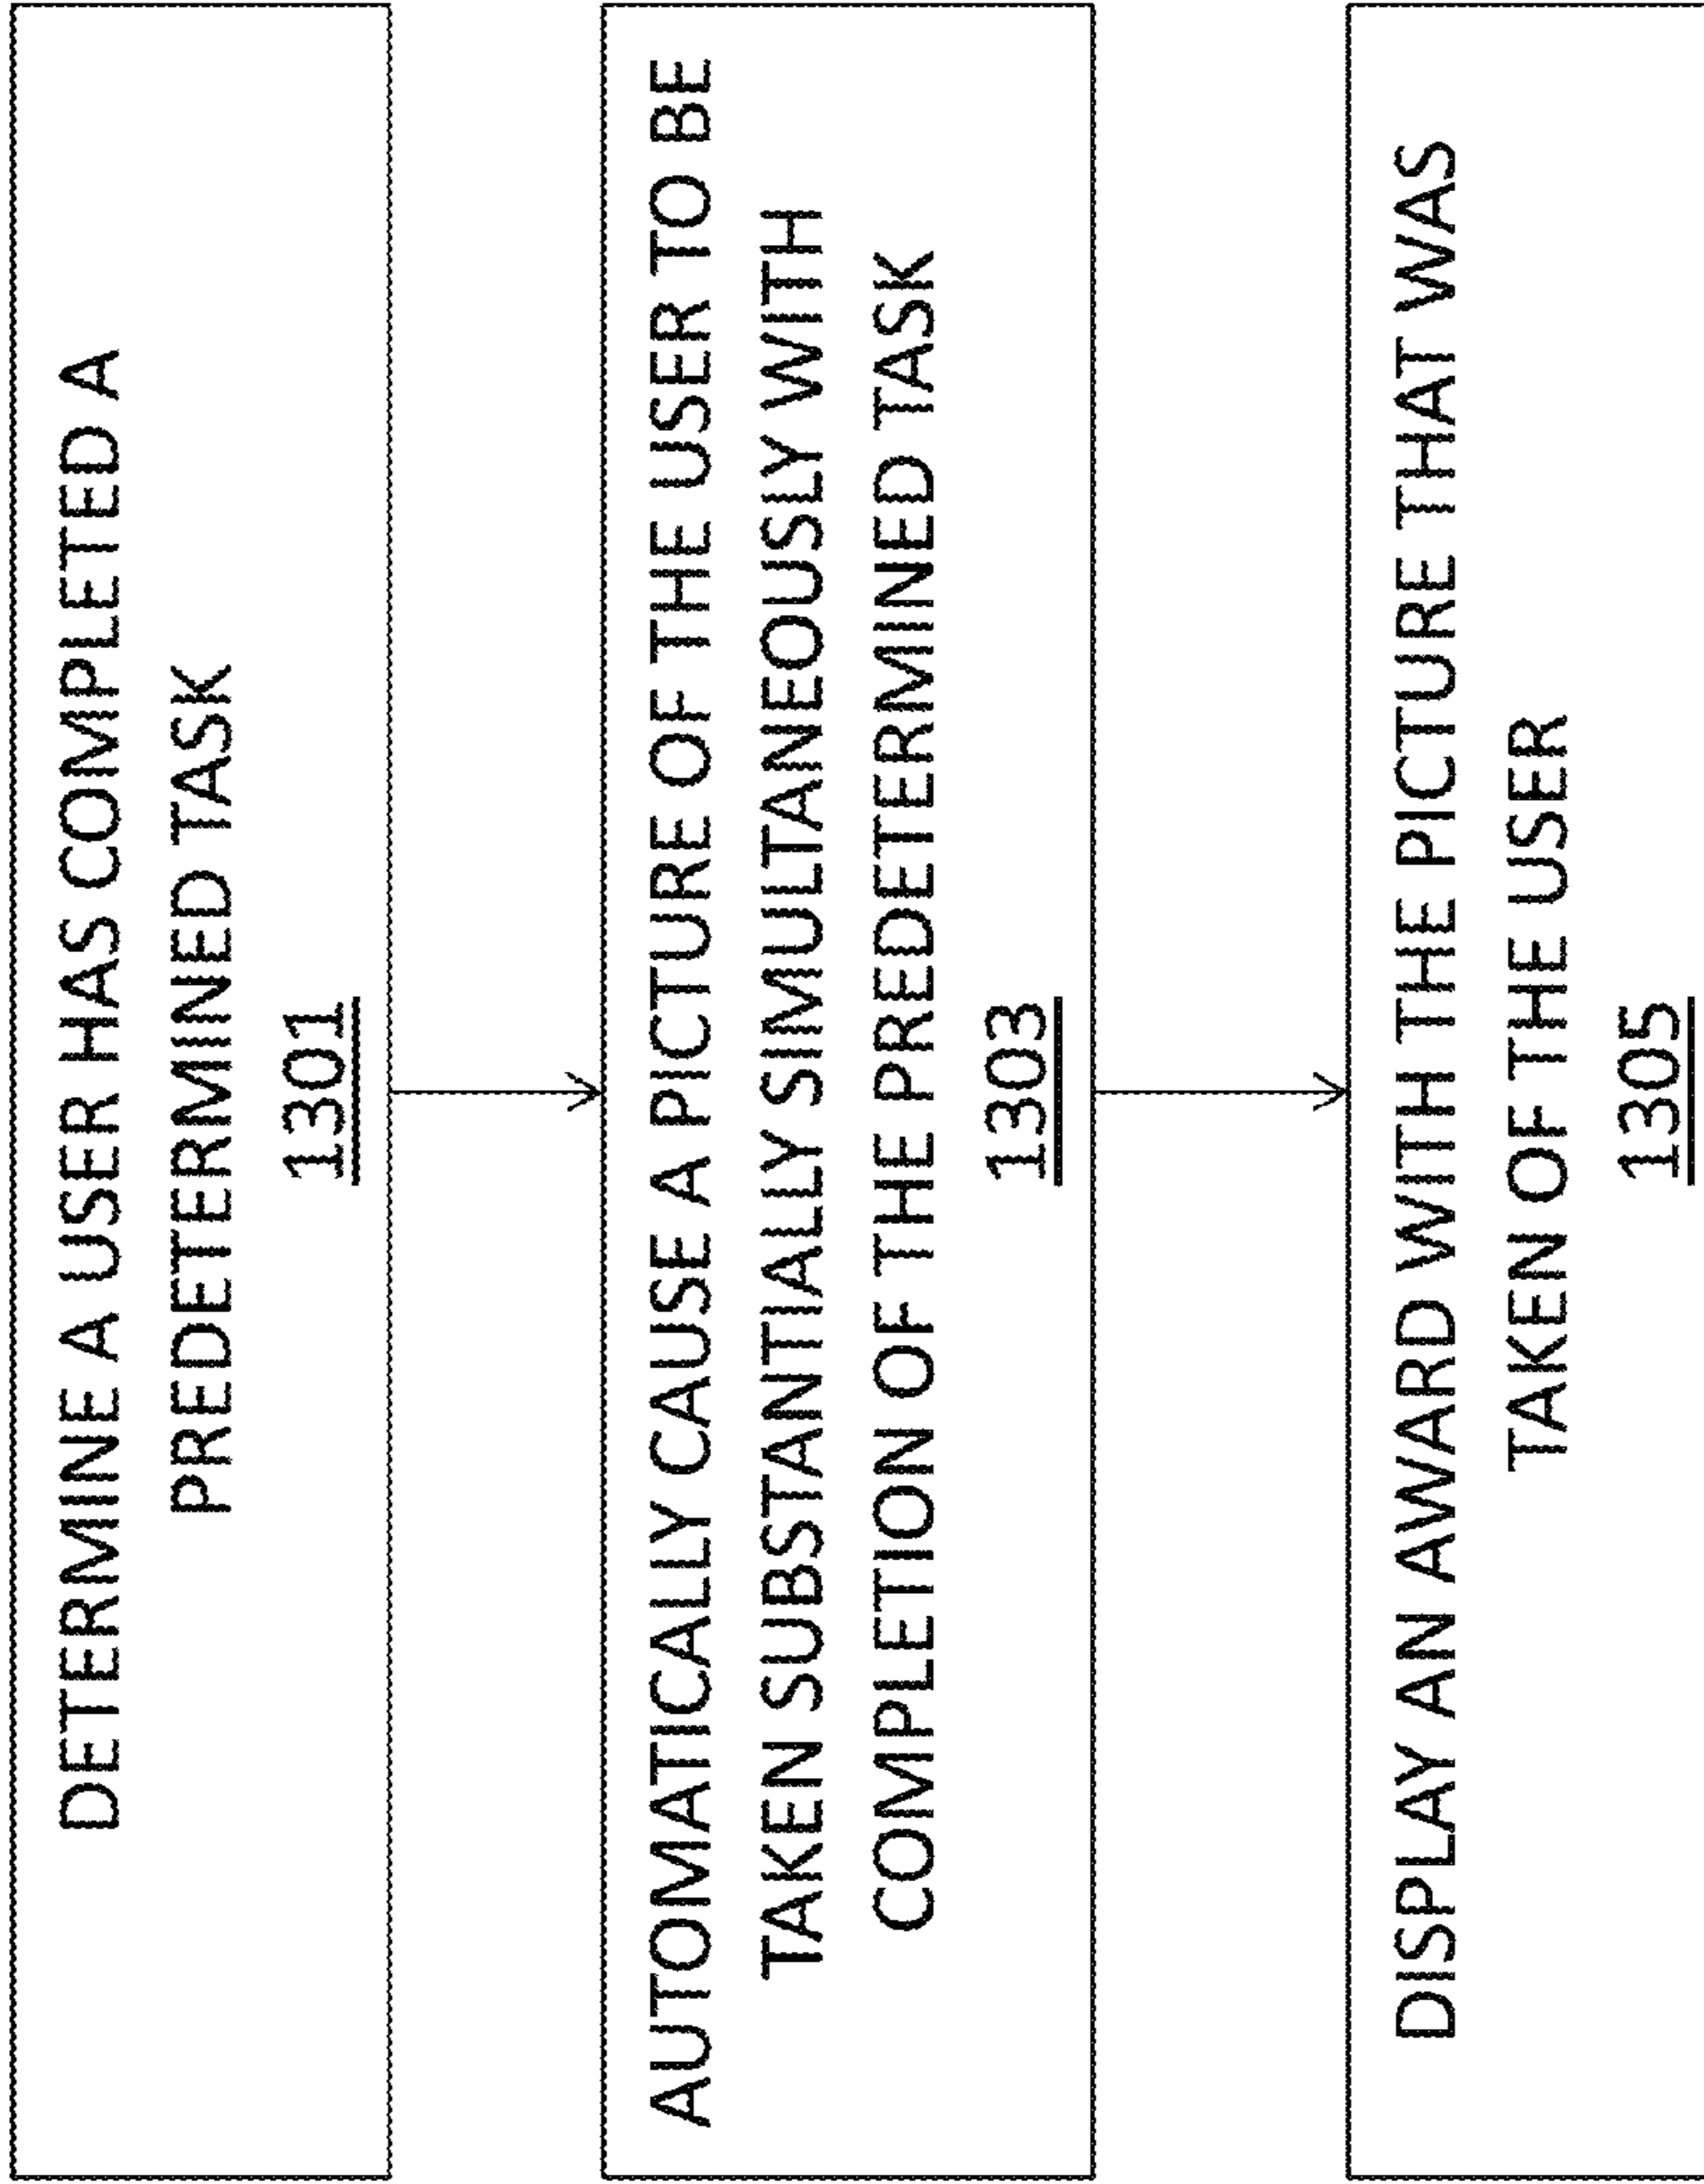 DETERMINE A USER HAS COMPLETED A
PREDETERMINED TASK
1301
AUTOMATICALLY CAUSE A PICTURE OF THE USER TO BE
TAKEN SUBSTANTIALLY SIMULTANEOUSLY WITH
COMPLETION OF THE PREDETERMINED TASK
1303
DISPLAY AN AWARD WITH THE PICTURE THAT WAS
TAKEN OF THE USER
1305